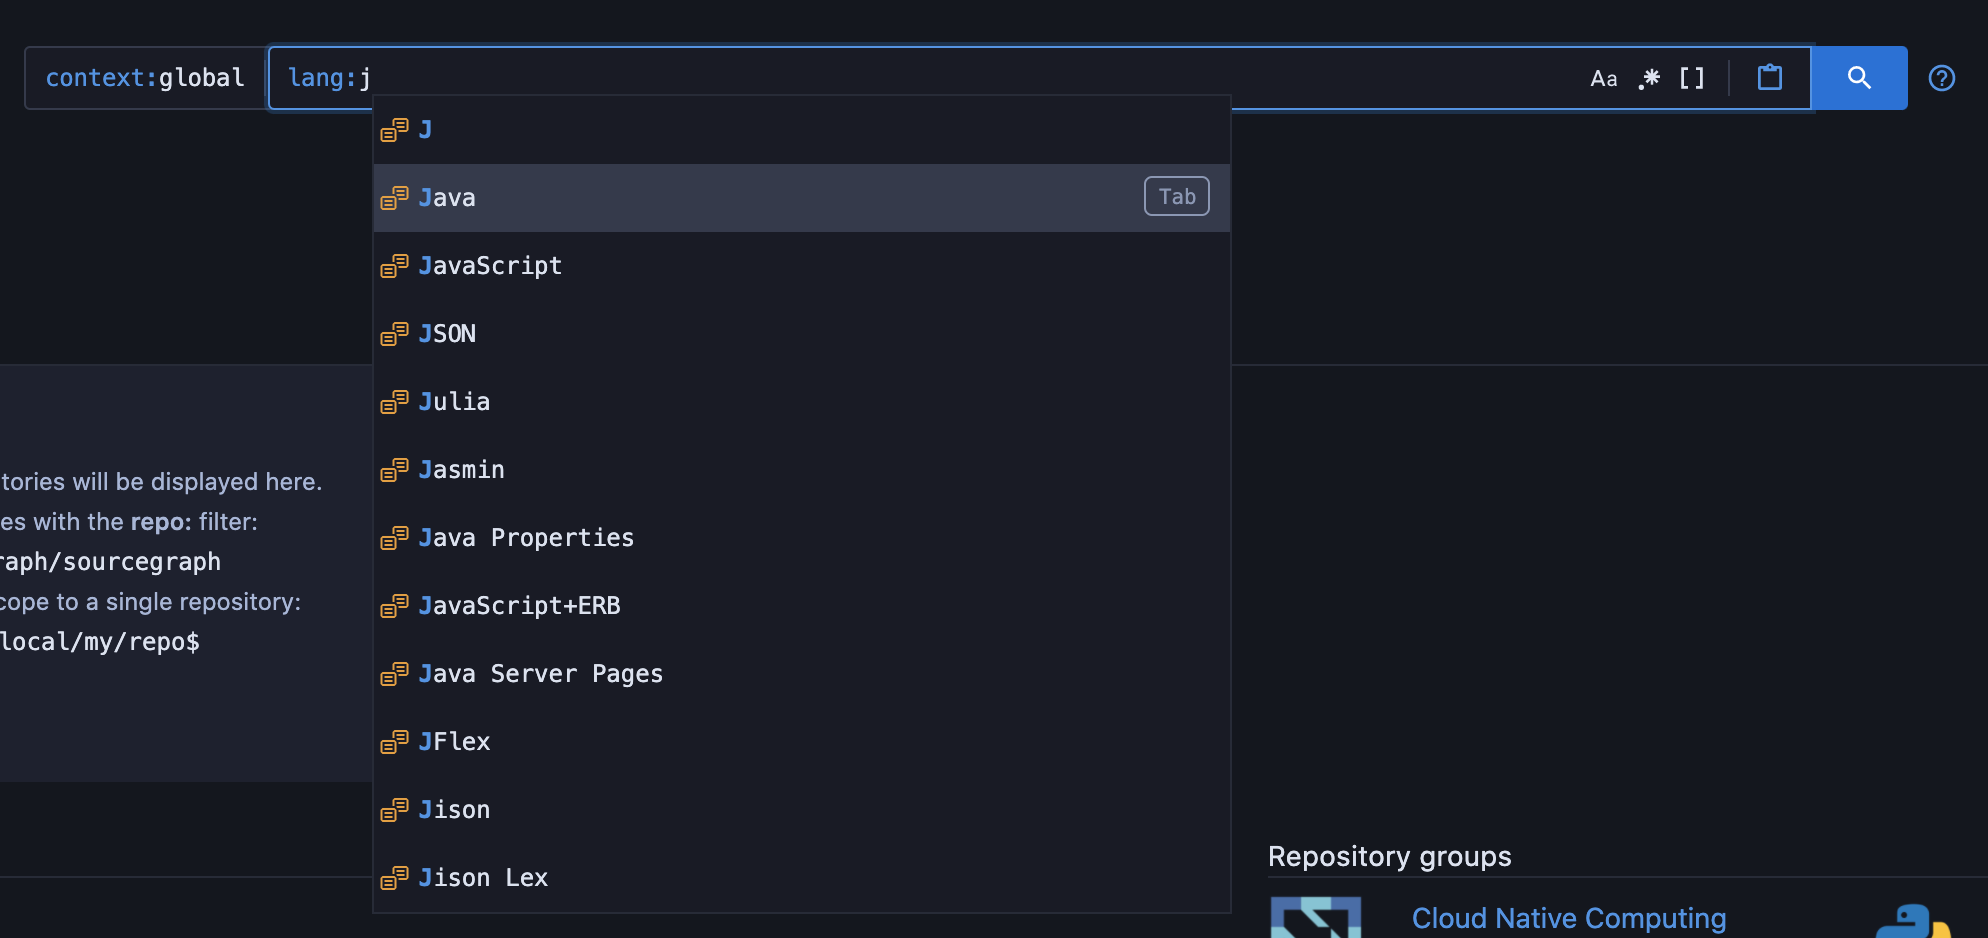 context:global lang:j Aa .* []
J
Java Tab
JavaScript
JSON
Julia
Jasmin
Java Properties
JavaScript+ERB
Java Server Pages
JFlex
Jison
Jison Lex
tories will be displayed here.
es with the repo: filter:
raph/sourcegraph
cope to a single repository:
local/my/repo$
Repository groups
Cloud Native Computing